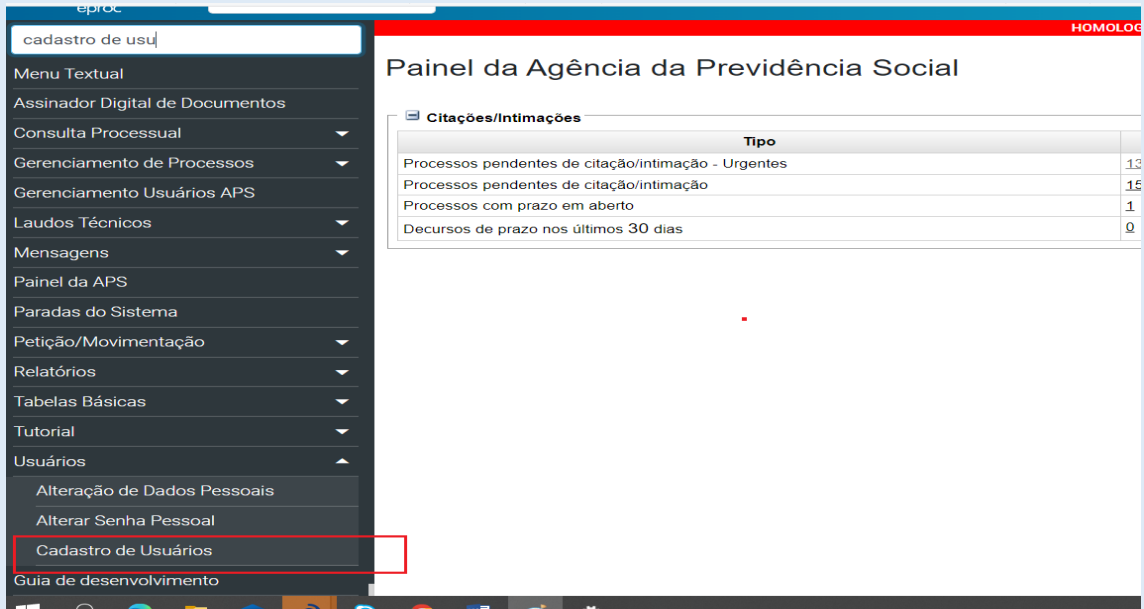 eproc
cadastro de usu
HOMOLOG
Menu Textual
Assinador Digital de Documentos
Consulta Processual
Gerenciamento de Processos
Gerenciamento Usuários APS
Laudos Técnicos
Mensagens
Painel da APS
Paradas do Sistema
Petição/Movimentação
Relatórios
Tabelas Básicas
Tutorial
Usuários
Alteração de Dados Pessoais
Alterar Senha Pessoal
Cadastro de Usuários
Guia de desenvolvimento
Painel da Agência da Previdência Social
Citações/Intimações
Tipo
Processos pendentes de citação/intimação - Urgentes 13
Processos pendentes de citação/intimação 15
Processos com prazo em aberto 1
Decursos de prazo nos últimos 30 dias 0